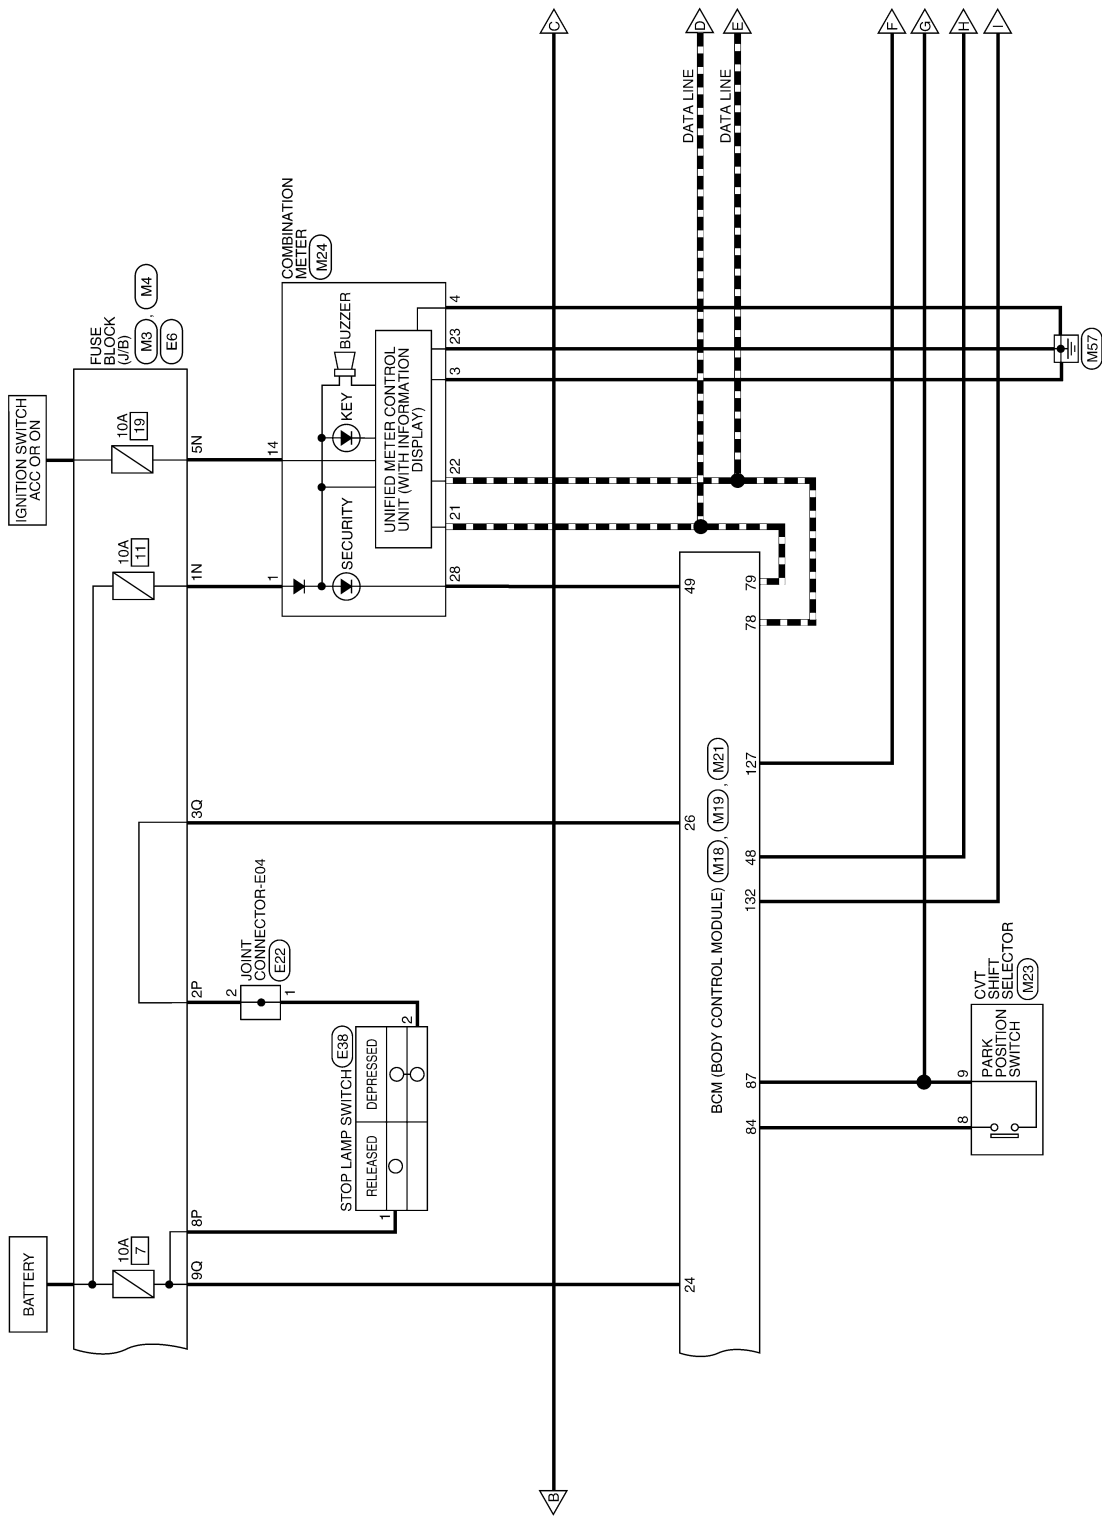 BATTERY
IGNITION SWITCH
ACC OR ON
FUSE
BLOCK
(J/B)
M3
,
M4
E6
10A
7
10A
11
10A
19
9Q
8P
2P
3Q
1N
5N
JOINT
CONNECTOR-E04
E22
2
1
STOP LAMP SWITCH
E38
RELEASED
DEPRESSED
1
2
COMBINATION
METER
M24
1
14
SECURITY
KEY
BUZZER
UNIFIED METER CONTROL
UNIT (WITH INFORMATION
DISPLAY)
28
21
22
3
23
4
B
C
24
26
49
BCM (BODY CONTROL MODULE)
M18
,
M19
,
M21
84
87
132
48
127
78
79
DATA LINE
DATA LINE
D
E
F
G
H
I
CVT
SHIFT
SELECTOR
M23
8
9
PARK
POSITION
SWITCH
M57